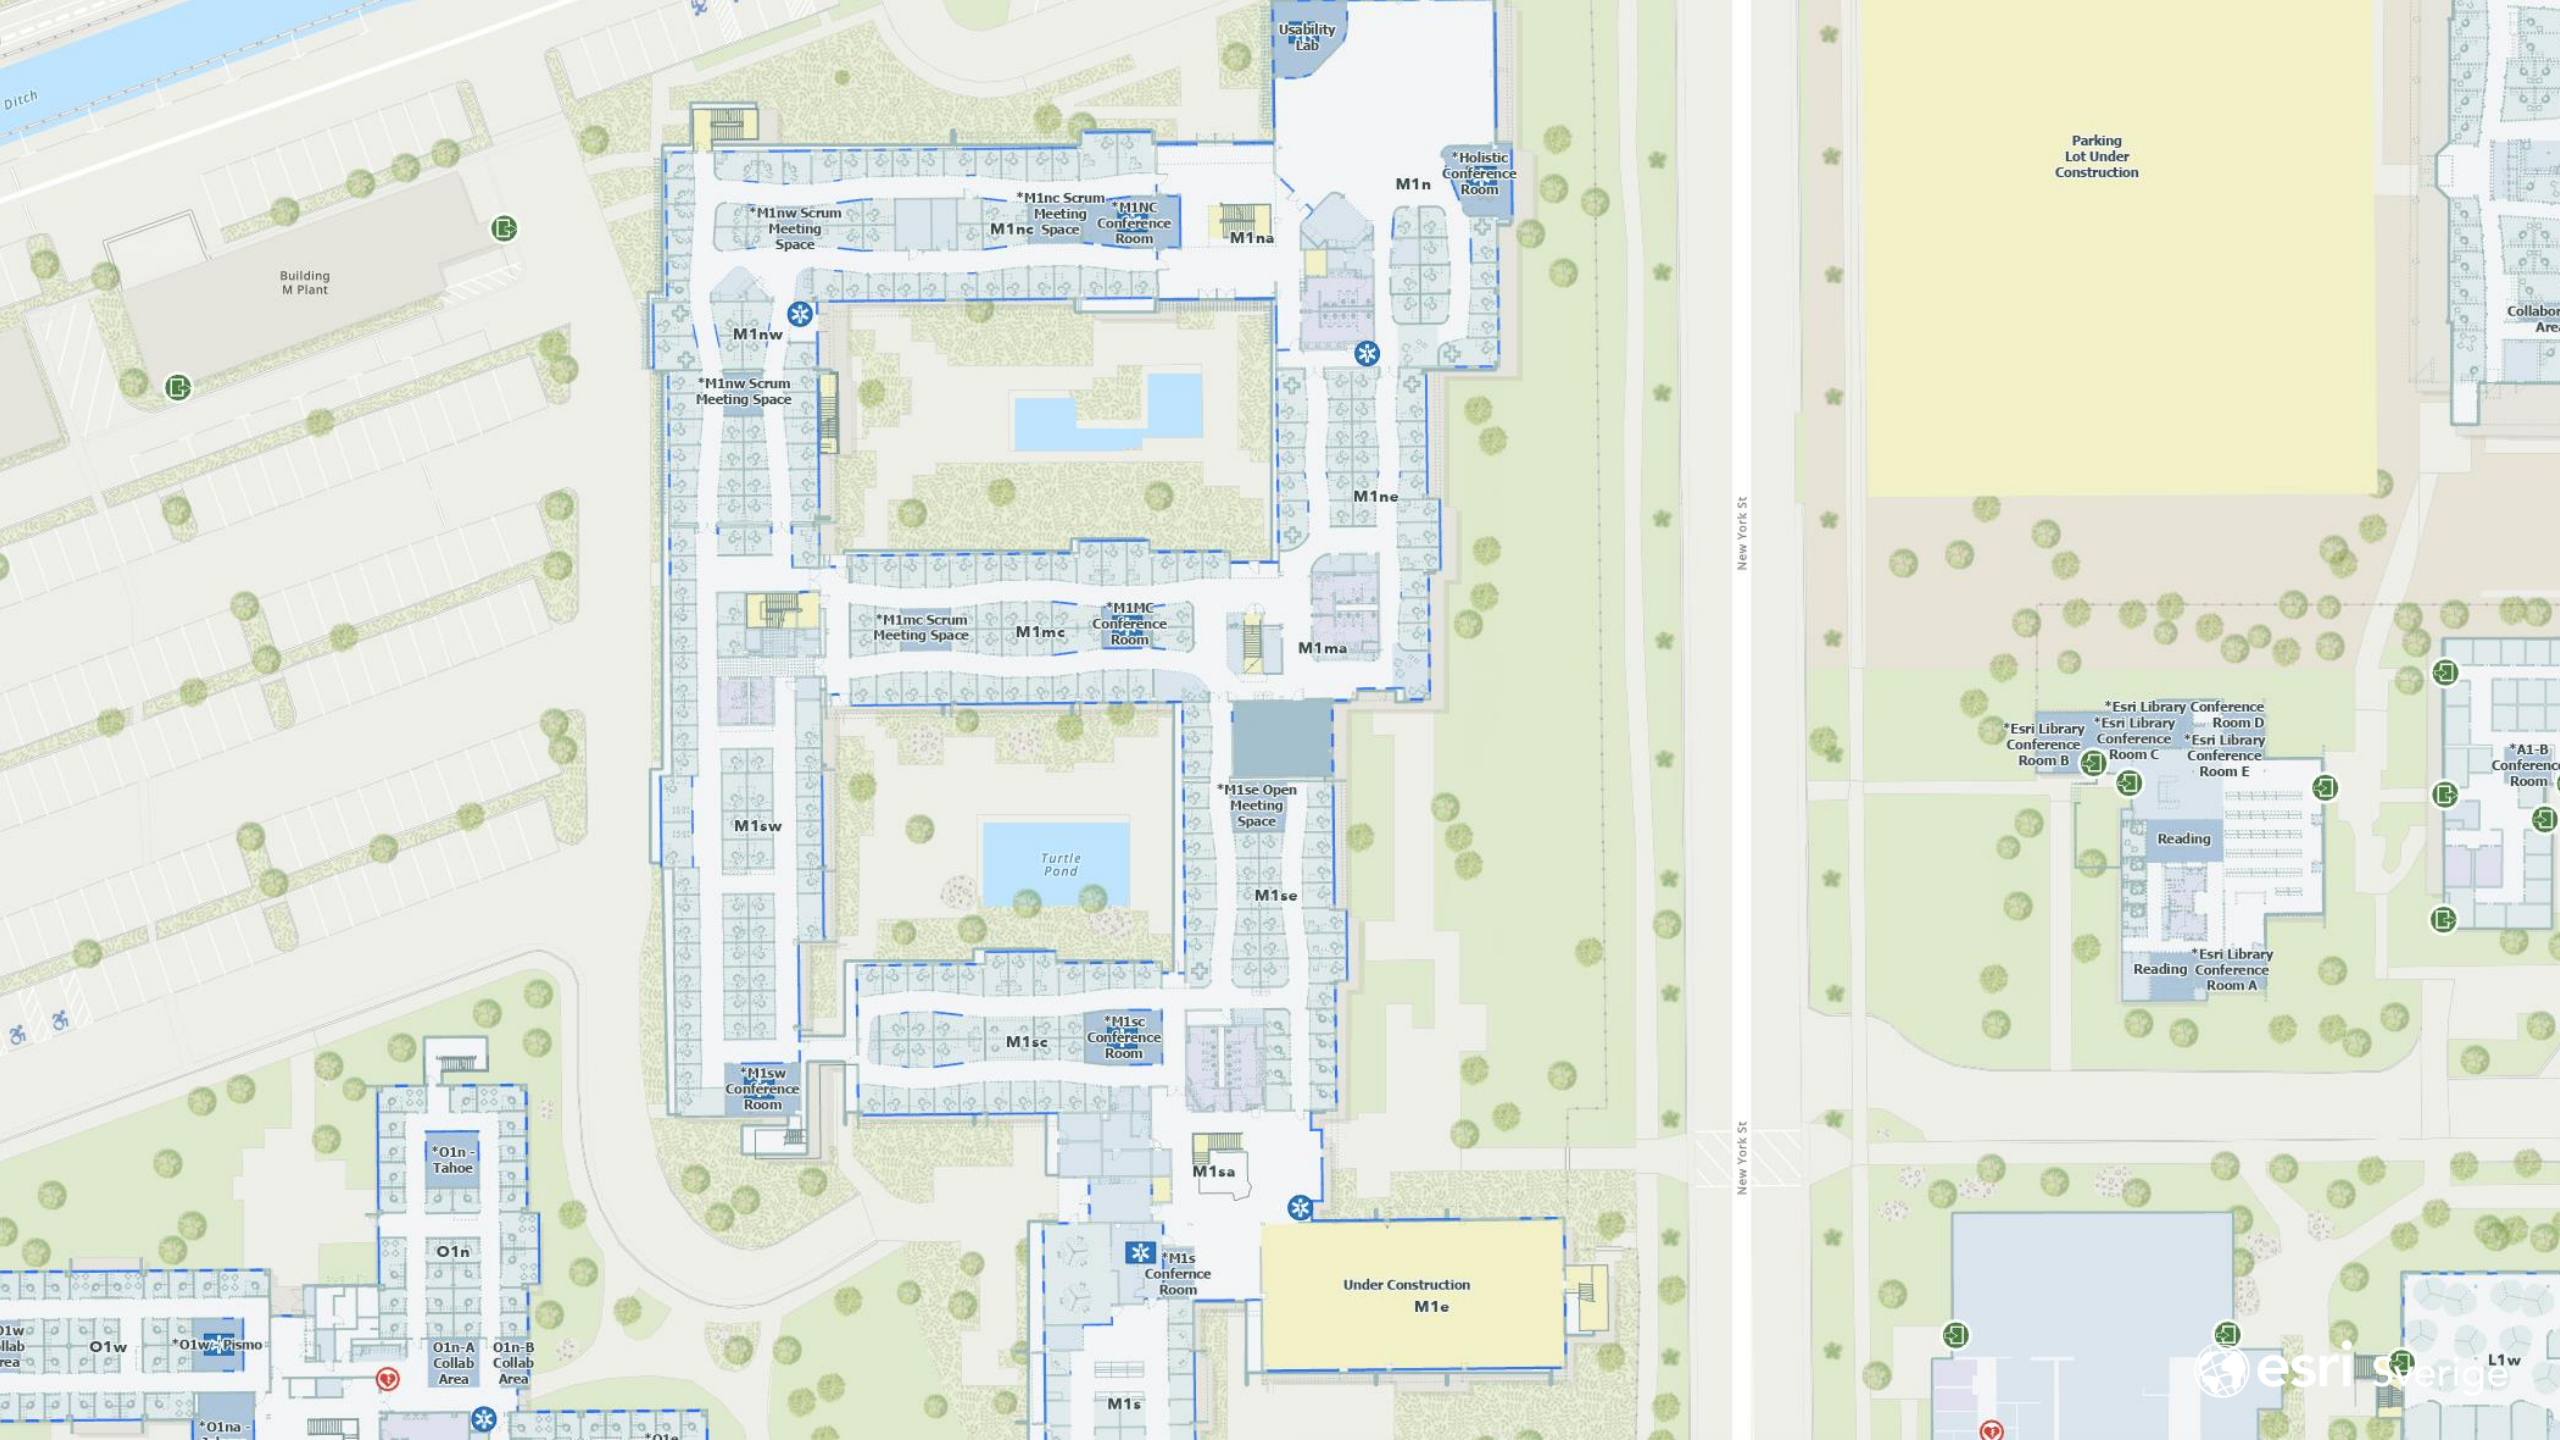 Ditch
Usability
Lab
Parking
Lot Under
Construction
*Holistic
Conference
Room
M1n
*M1nw Scrum
Meeting
Space
M1nc
*M1nc Scrum
Meeting
Space
*M1NC
Conference
Room
M1na
Building
M Plant
M1nw
*M1nw Scrum
Meeting Space
M1ne
New York St
*M1mc Scrum
Meeting Space
M1mc
*M1MC
Conference
Room
M1ma
*Esri Library
Conference
Room B
*Esri Library Conference
Room D
*Esri Library
Conference
Room C
*Esri Library
Conference
Room E
*A1-B
Room
*M1se Open
Meeting
Space
M1sw
Reading
Turtle
Pond
M1se
Reading
*Esri Library
Conference
Room A
M1sc
*M1sc
Conference
Room
*M1sw
Conference
Room
*O1n -
Tahoe
M1sa
New York St
O1n
*M1s
Confernce
Room
Under Construction
M1e
O1w
*O1w - Pismo
O1n-A
Collab
Area
O1n-B
Collab
Area
L1w
esri Sverige
M1s
*O1na -